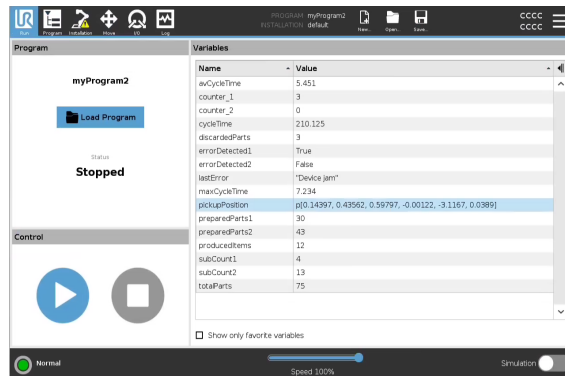 UR
Run
Program
Installation
Move
I/O
Log
PROGRAM myProgram2
INSTALLATION default
New...
Open...
Save...
CCCC
CCCC
Program
myProgram2
Load Program
Status
Stopped
Control
Variables
Name Value
avCycleTime 5.451
counter_1 3
counter_2 0
cycleTime 210.125
discardedParts 3
errorDetected1 True
errorDetected2 False
lastError "Device jam"
maxCycleTime 7.234
pickupPosition p[0.14397, 0.43562, 0.59797, -0.00122, -3.1167, 0.0389]
preparedParts1 30
preparedParts2 43
producedItems 12
subCount1 4
subCount2 13
totalParts 75
Show only favorite variables
Normal
Speed 100%
Simulation